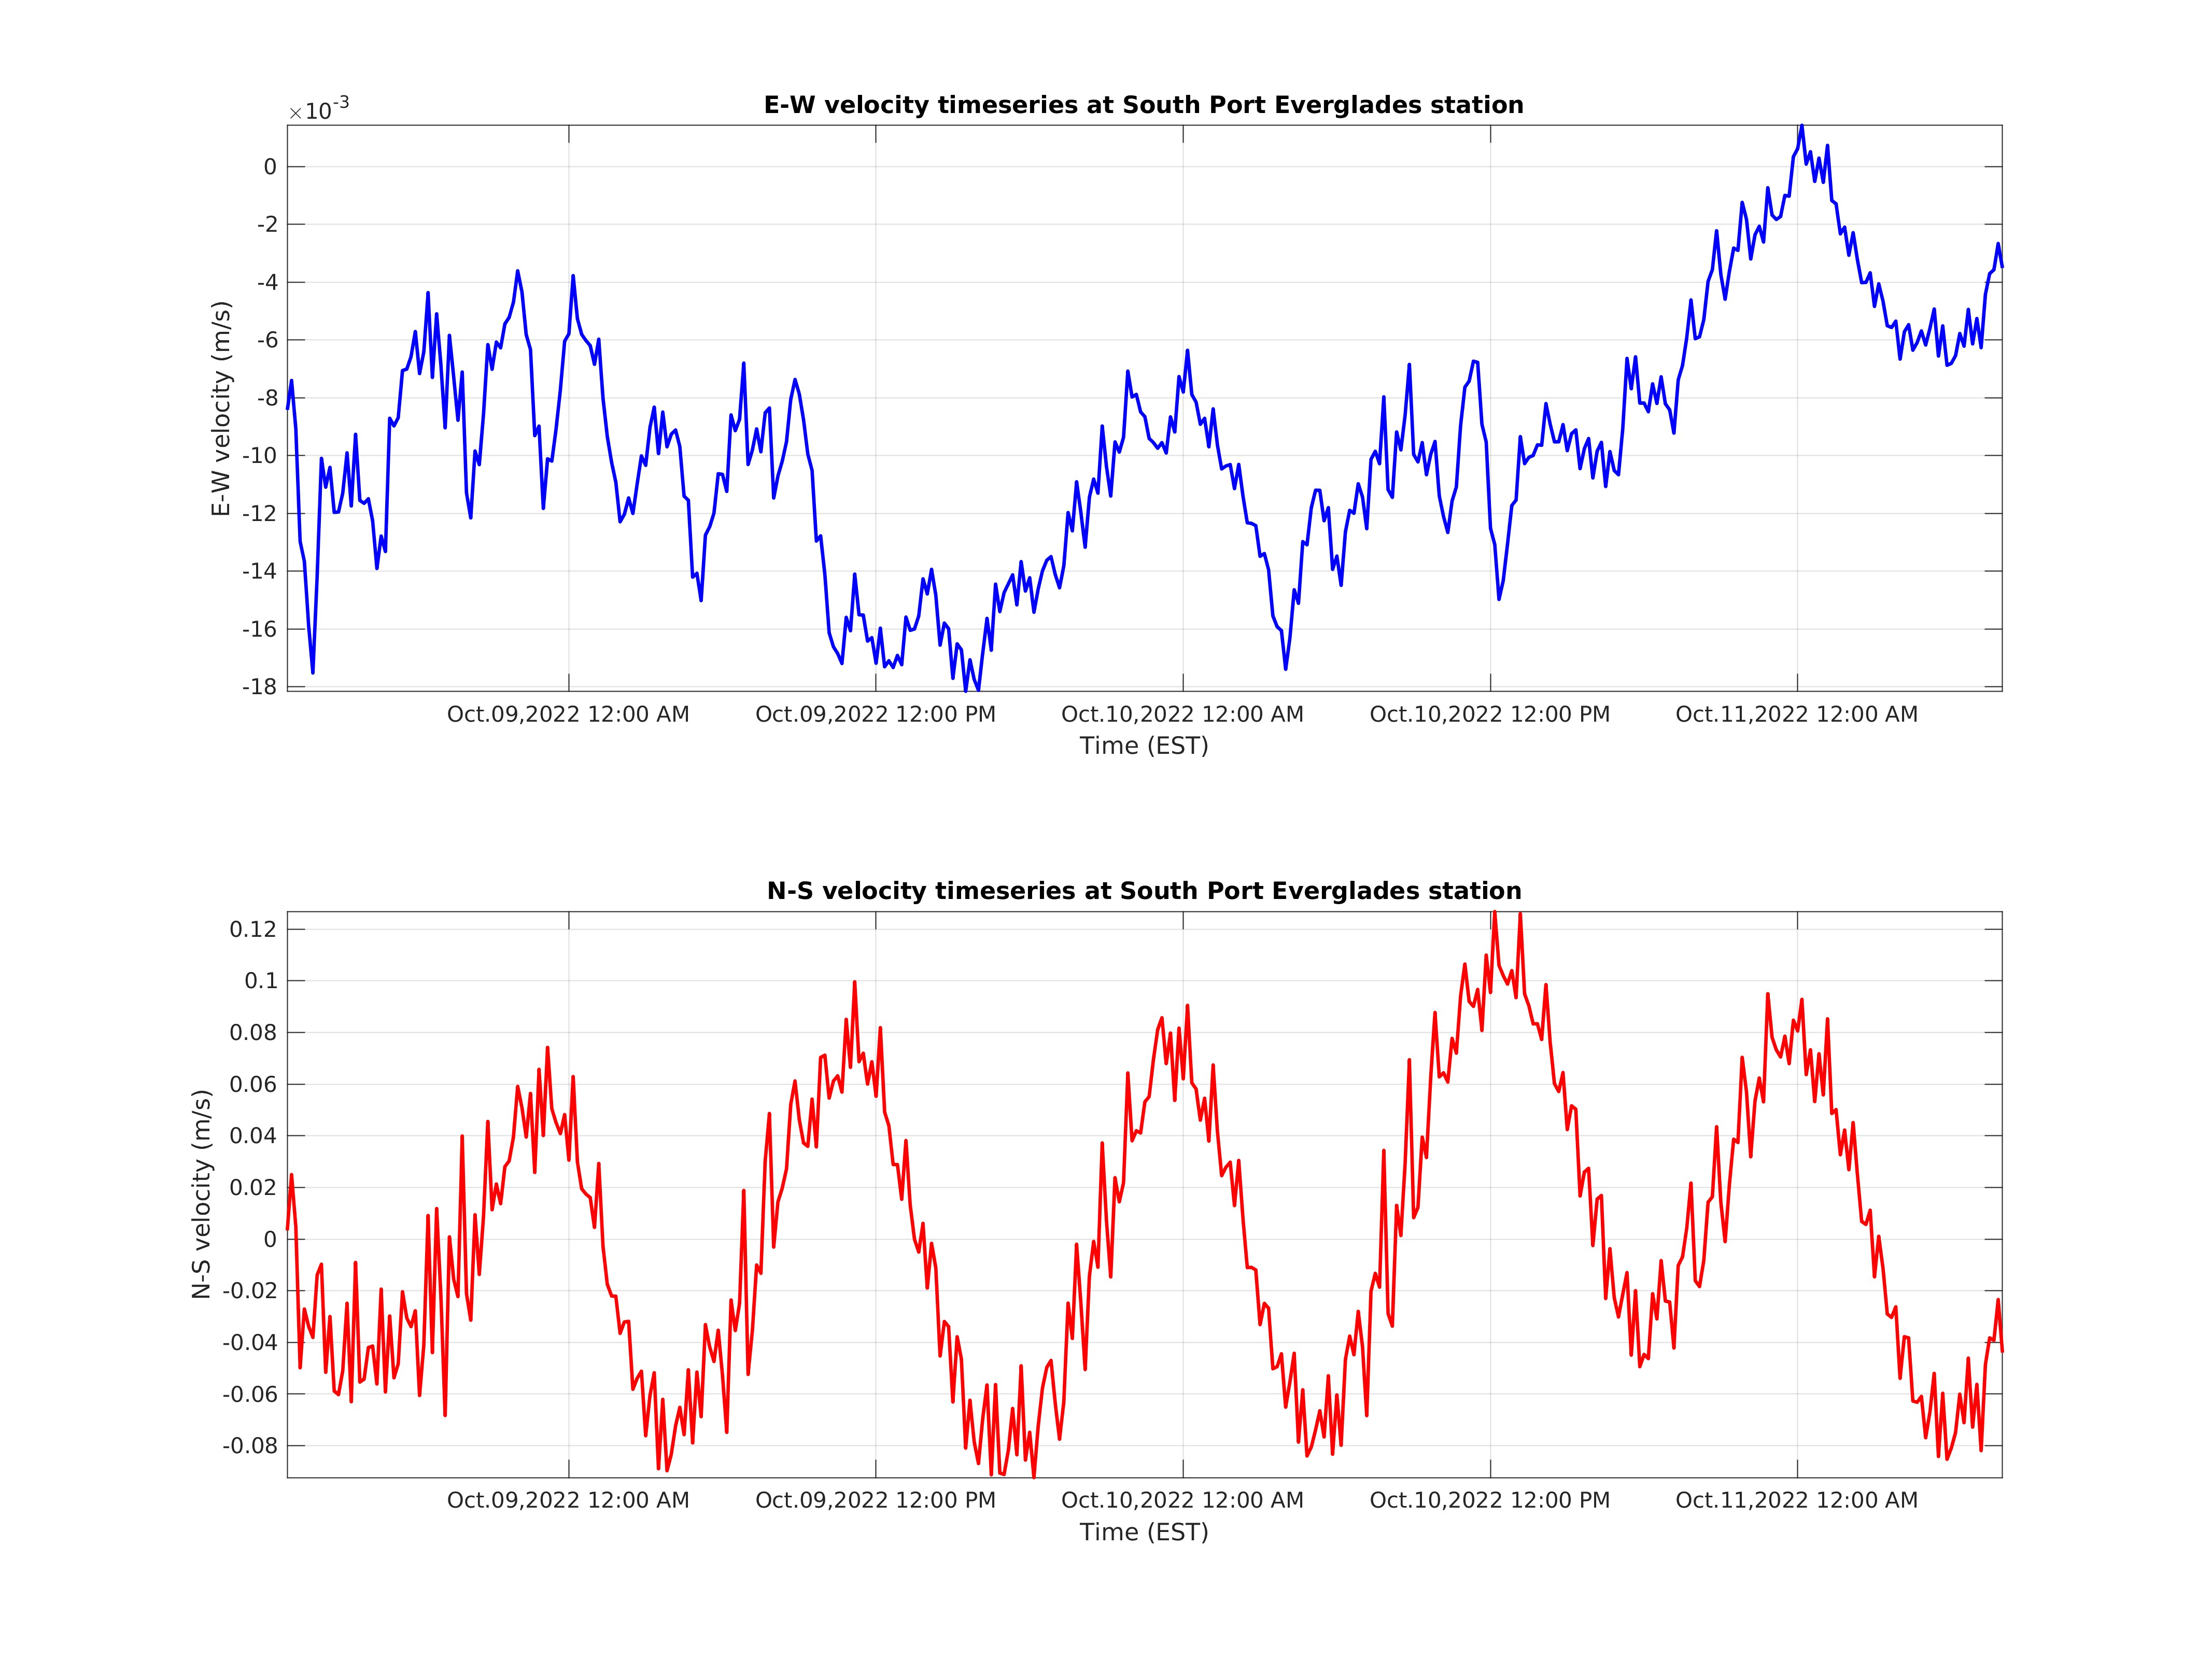 E-W velocity timeseries at South Port Everglades station
×10-3
0
-2
-4
-6
-8
-10
-12
-14
-16
-18
E-W velocity (m/s)
Oct.09,2022 12:00 AM Oct.09,2022 12:00 PM Oct.10,2022 12:00 AM Oct.10,2022 12:00 PM Oct.11,2022 12:00 AM
Time (EST)
N-S velocity timeseries at South Port Everglades station
0.12
0.1
0.08
0.06
0.04
0.02
0
-0.02
-0.04
-0.06
-0.08
N-S velocity (m/s)
Oct.09,2022 12:00 AM Oct.09,2022 12:00 PM Oct.10,2022 12:00 AM Oct.10,2022 12:00 PM Oct.11,2022 12:00 AM
Time (EST)